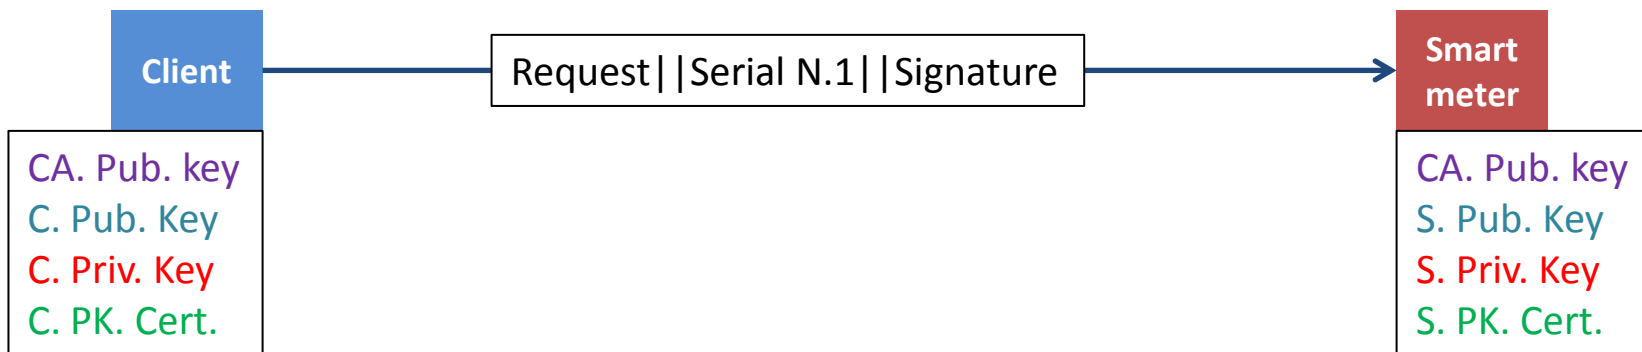 Client
Request||Serial N.1||Signature
Smart
meter
CA. Pub. key
C. Pub. Key
C. Priv. Key
C. PK. Cert.
CA. Pub. key
S. Pub. Key
S. Priv. Key
S. PK. Cert.